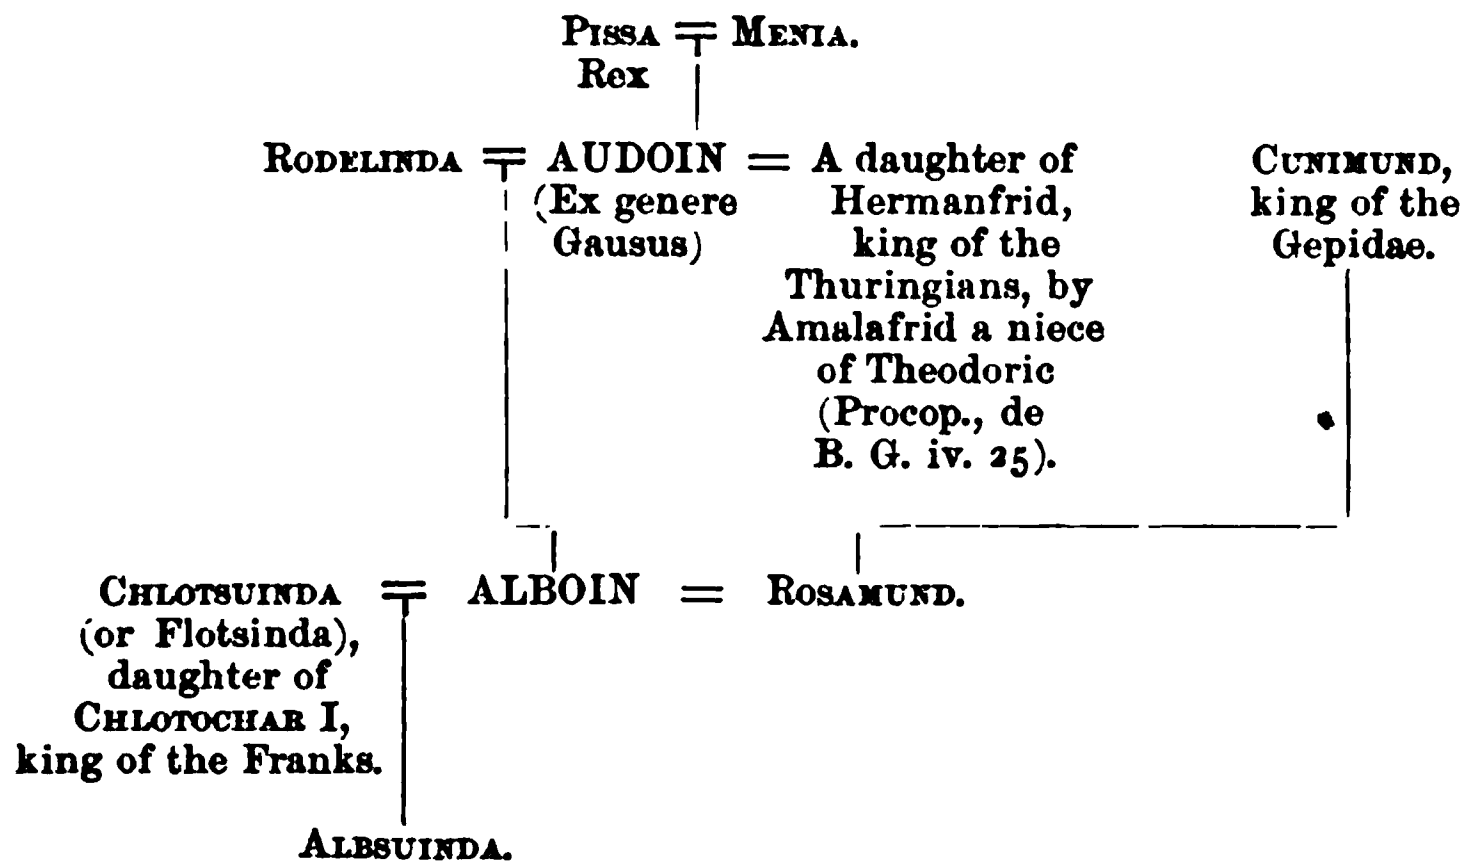 PISSA = MENIA.
Rex
RODELINDA = AUDOIN = A daughter of
(Ex genere
Gausus)
Hermanfrid,
king of the
Thuringians, by
Amalafrid a niece
of Theodoric
(Procop., de
B. G. iv. 25).
CUNIMUND,
king of the
Gepidae.
CHLOTSUINDA = ALBOIN = ROSAMUND.
(or Flotsinda),
daughter of
CHLOTOCHAR I,
king of the Franks.
ALBSUINDA.